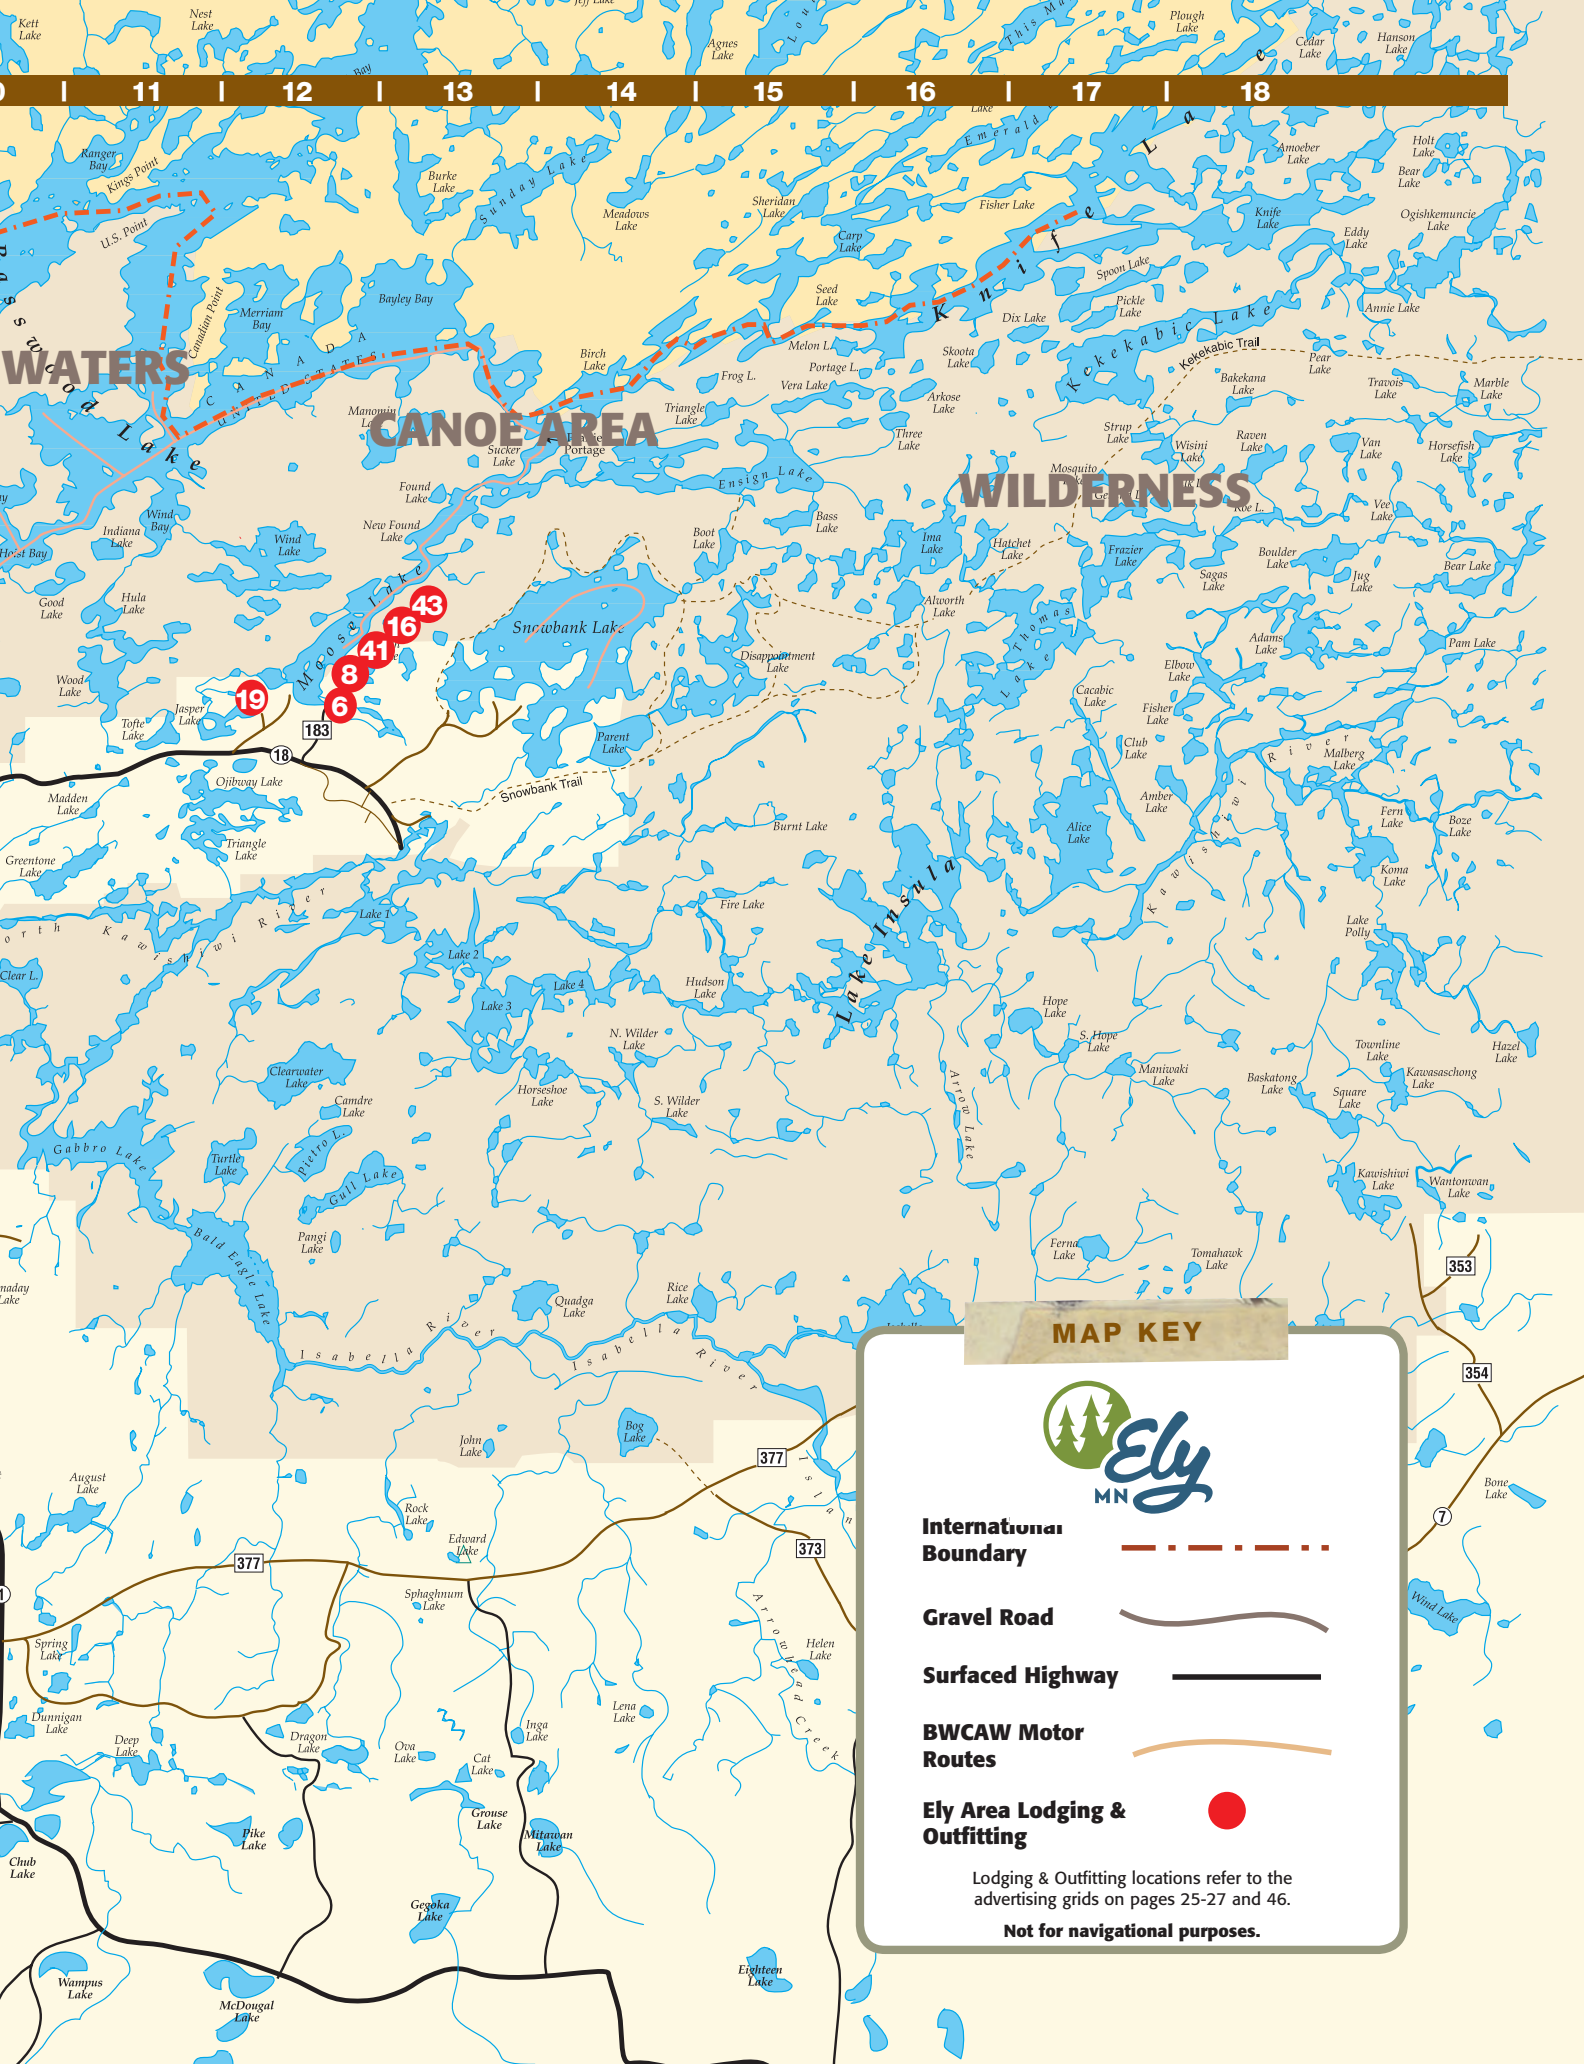 Kett
Lake
Nest
Lake
Jeff Lake
Agnes
Lake
Lou
This Ma
Plough
Lake
Cedar
Lake
Hanson
Lake
Bay
11
12
13
14
15
16
17
18
Lake
Emerald
Ranger
Bay
Kings Point
U.S. Point
Burke
Lake
Sunday Lake
Meadows
Lake
Sheridan
Lake
Carp
Lake
Fisher Lake
Knife Lake
Amoeber
Lake
Holt
Lake
Bear
Lake
Knife
Lake
Ogishkemuncie
Lake
Eddy
Lake
Spoon Lake
Pickle
Lake
Annie Lake
Canadian Point
Merriam
Bay
Bayley Bay
CANADA
UNITED STATES
Seed
Lake
Melon L.
Dix Lake
Kekekabic Lake
Kekekabic Trail
Birch
Lake
Frog L.
Portage L.
Vera Lake
Skoota
Lake
Pear
Lake
Bakekana
Lake
Travois
Lake
Marble
Lake
WATERS
Basswood Lake
Manomin
Lake
CANOE AREA
Prairie
Portage
Sucker
Lake
Triangle
Lake
Arkose
Lake
Three
Lake
Strup
Lake
Wisini
Lake
Raven
Lake
Van
Lake
Horsefish
Lake
Found
Lake
Ensign Lake
Mosquito
WILDERNESS
Roe L.
Vee
Lake
New Found
Lake
Indiana
Lake
Wind
Bay
Wind
Lake
Hoist Bay
Boot
Lake
Bass
Lake
Ima
Lake
Hatchet
Lake
Frazier
Lake
Sagas
Lake
Boulder
Lake
Jug
Lake
Bear Lake
Good
Lake
Hula
Lake
Moose Lake
43
16
41
8
6
19
Snowbank Lake
Disappointment
Lake
Alworth
Lake
Lake Thomas
Adams
Lake
Pam Lake
Elbow
Lake
Wood
Lake
Jasper
Lake
Tofte
Lake
183
18
Parent
Lake
Cacabic
Lake
Fisher
Lake
Club
Lake
River
Malberg
Lake
Ojibway Lake
Snowbank Trail
Madden
Lake
Triangle
Lake
Greentone
Lake
Burnt Lake
Amber
Lake
Alice
Lake
Kawishiwi
Fern
Lake
Boze
Lake
Koma
Lake
Lake
Polly
orth Kawishiwi River
Lake 1
Lake 2
Lake 3
Lake 4
Fire Lake
Lake Insula
Clear L.
Hudson
Lake
N. Wilder
Lake
Hope
Lake
S. Hope
Lake
Maniwaki
Lake
Townline
Lake
Hazel
Lake
Baskatong
Lake
Kawasaschong
Lake
Square
Lake
Clearwater
Lake
Camdre
Lake
Horseshoe
Lake
S. Wilder
Lake
Arrow Lake
Gabbro Lake
Turtle
Lake
Pietro L.
Gull Lake
Kawishiwi
Lake
Wantonwan
Lake
Bald Eagle Lake
Pangi
Lake
Ferna
Lake
Tomahawk
Lake
353
naday
Lake
Quadga
Lake
Rice
Lake
Isabella River
Isabella River
354
Bog
Lake
John
Lake
377
August
Lake
Rock
Lake
Edward
Lake
377
373
Islan
Bone
Lake
7
Sphaghnum
Lake
Arrowhead Creek
Helen
Lake
Wind Lake
Spring
Lake
Dunnigan
Lake
Deep
Lake
Dragon
Lake
Ova
Lake
Inga
Lake
Cat
Lake
Lena
Lake
Grouse
Lake
Mitawan
Lake
Pike
Lake
Chub
Lake
Gegoka
Lake
Wampus
Lake
McDougal
Lake
Eighteen
Lake
MAP KEY
Ely
MN
International
Boundary
Gravel Road
Surfaced Highway
BWCAW Motor
Routes
Ely Area Lodging &
Outfitting
Lodging & Outfitting locations refer to the
advertising grids on pages 25-27 and 46.
Not for navigational purposes.